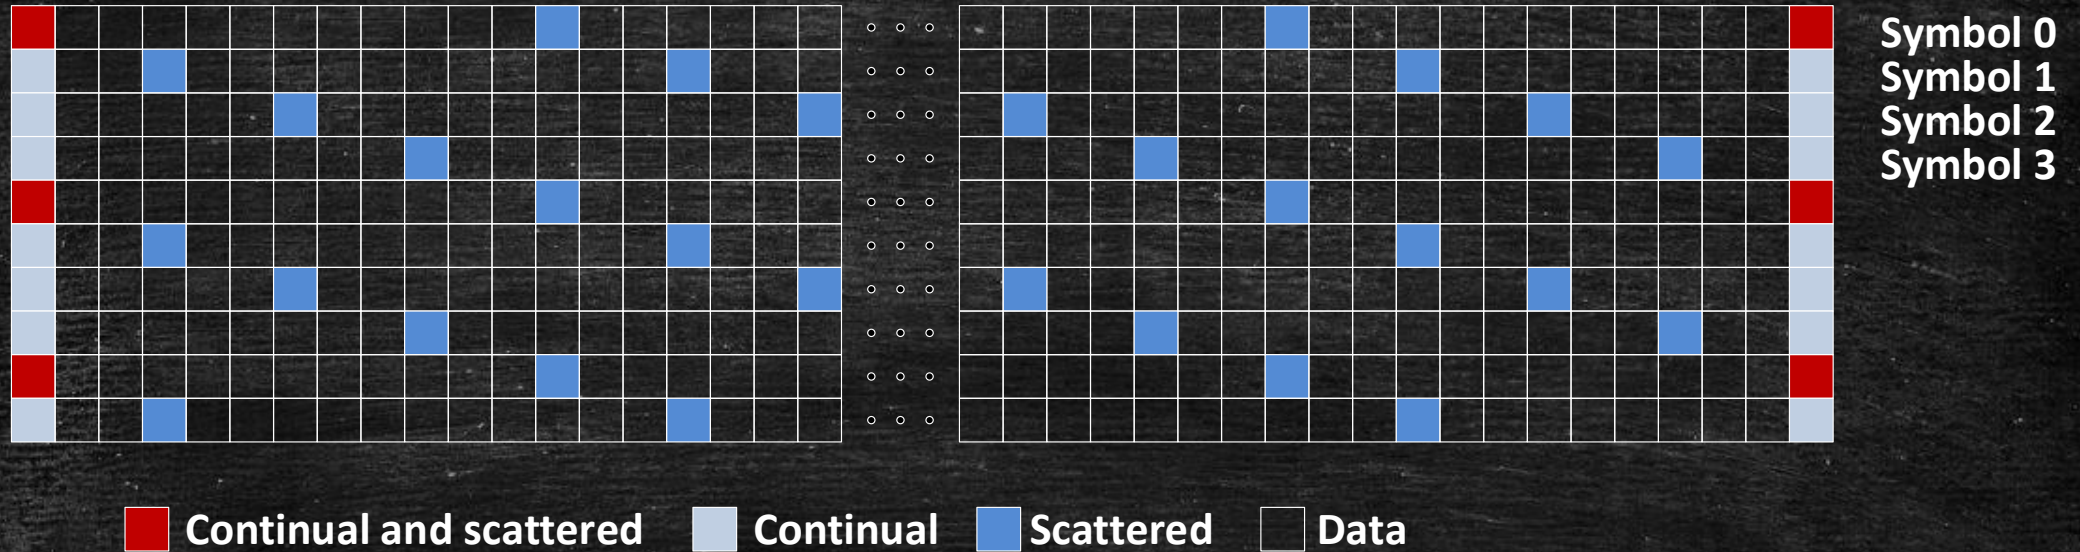 Symbol 0
Symbol 1
Symbol 2
Symbol 3
Continual and scattered Continual Scattered Data